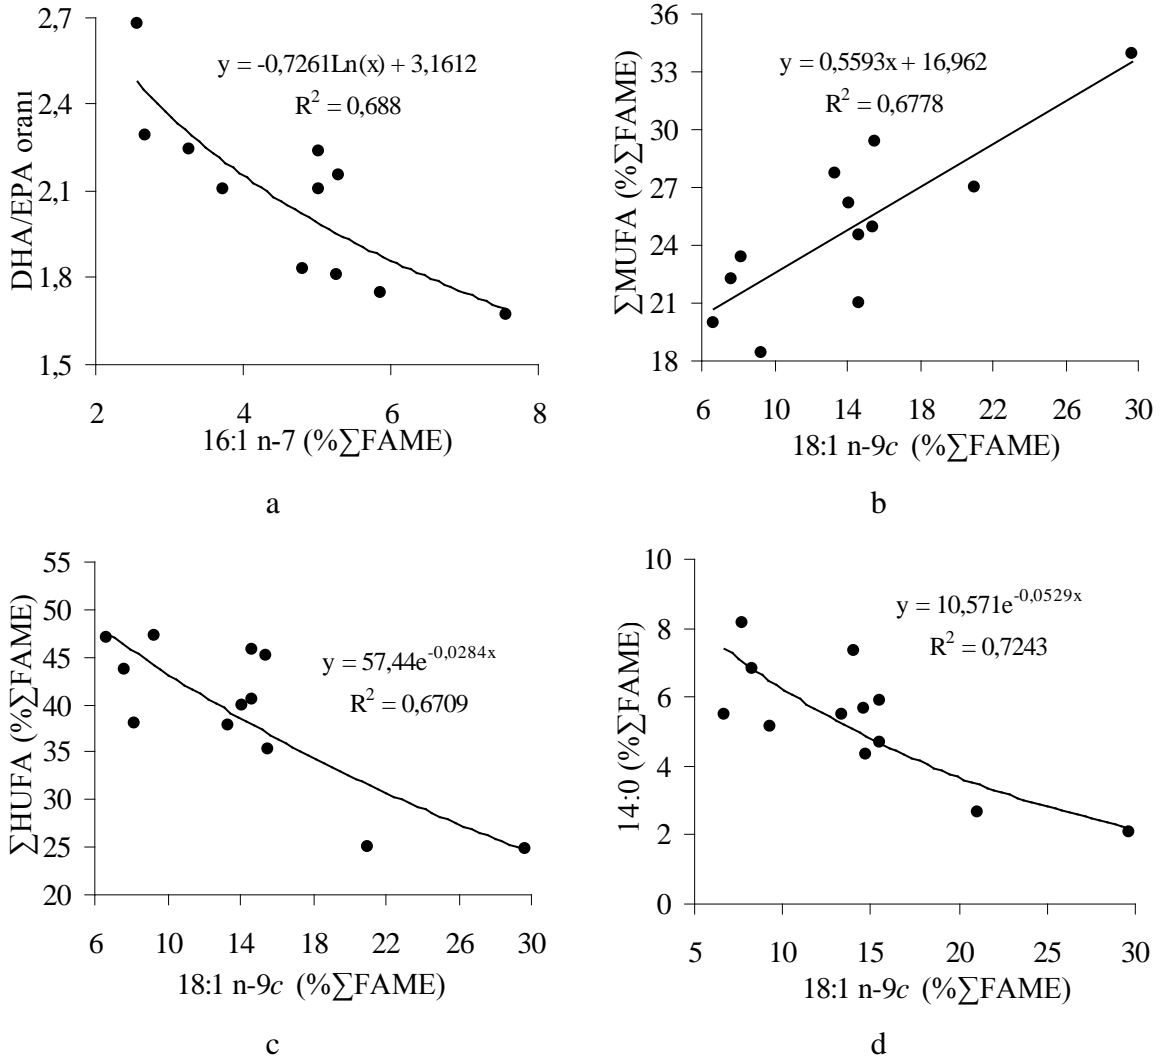 2,7
2,4
2,1
1,8
1,5
DHA/EPA oranı
y = -0,7261Ln(x) + 3,1612
R² = 0,688
2 4 6 8
16:1 n-7 (%∑FAME)
a
36
33
30
27
24
21
18
∑MUFA (%∑FAME)
y = 0,5593x + 16,962
R² = 0,6778
6 10 14 18 22 26 30
18:1 n-9c (%∑FAME)
b
55
50
45
40
35
30
25
20
∑HUFA (%∑FAME)
y = 57,44e^-0,0284x
R² = 0,6709
6 10 14 18 22 26 30
18:1 n-9c (%∑FAME)
c
10
8
6
4
2
0
14:0 (%∑FAME)
y = 10,571e^-0,0529x
R² = 0,7243
5 10 15 20 25 30
18:1 n-9c (%∑FAME)
d